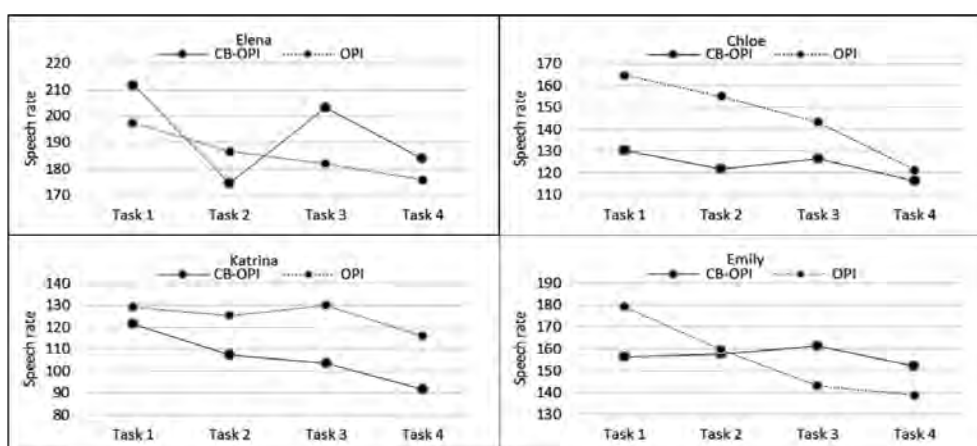 Elena
CB-OPI OPI
Speech rate
220
210
200
190
180
170
Task 1 Task 2 Task 3 Task 4
Chloe
CB-OPI OPI
Speech rate
170
160
150
140
130
120
110
Task 1 Task 2 Task 3 Task 4
Katrina
CB-OPI OPI
Speech rate
140
130
120
110
100
90
80
Task 1 Task 2 Task 3 Task 4
Emily
CB-OPI OPI
Speech rate
190
180
170
160
150
140
130
Task 1 Task 2 Task 3 Task 4